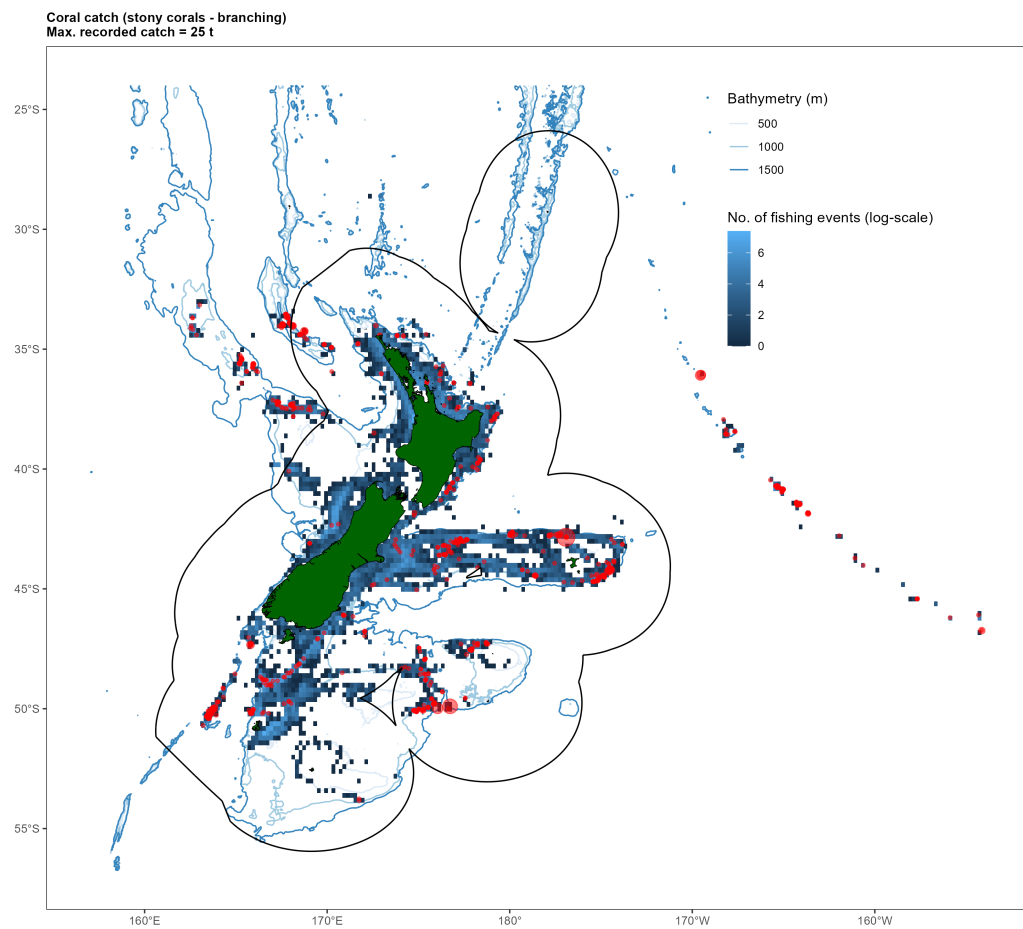 Coral catch (stony corals - branching)
Max. recorded catch = 25 t
Bathymetry (m)
500
1000
1500
No. of fishing events (log-scale)
6
4
2
0
25°S
30°S
35°S
40°S
45°S
50°S
55°S
160°E
170°E
180°
170°W
160°W